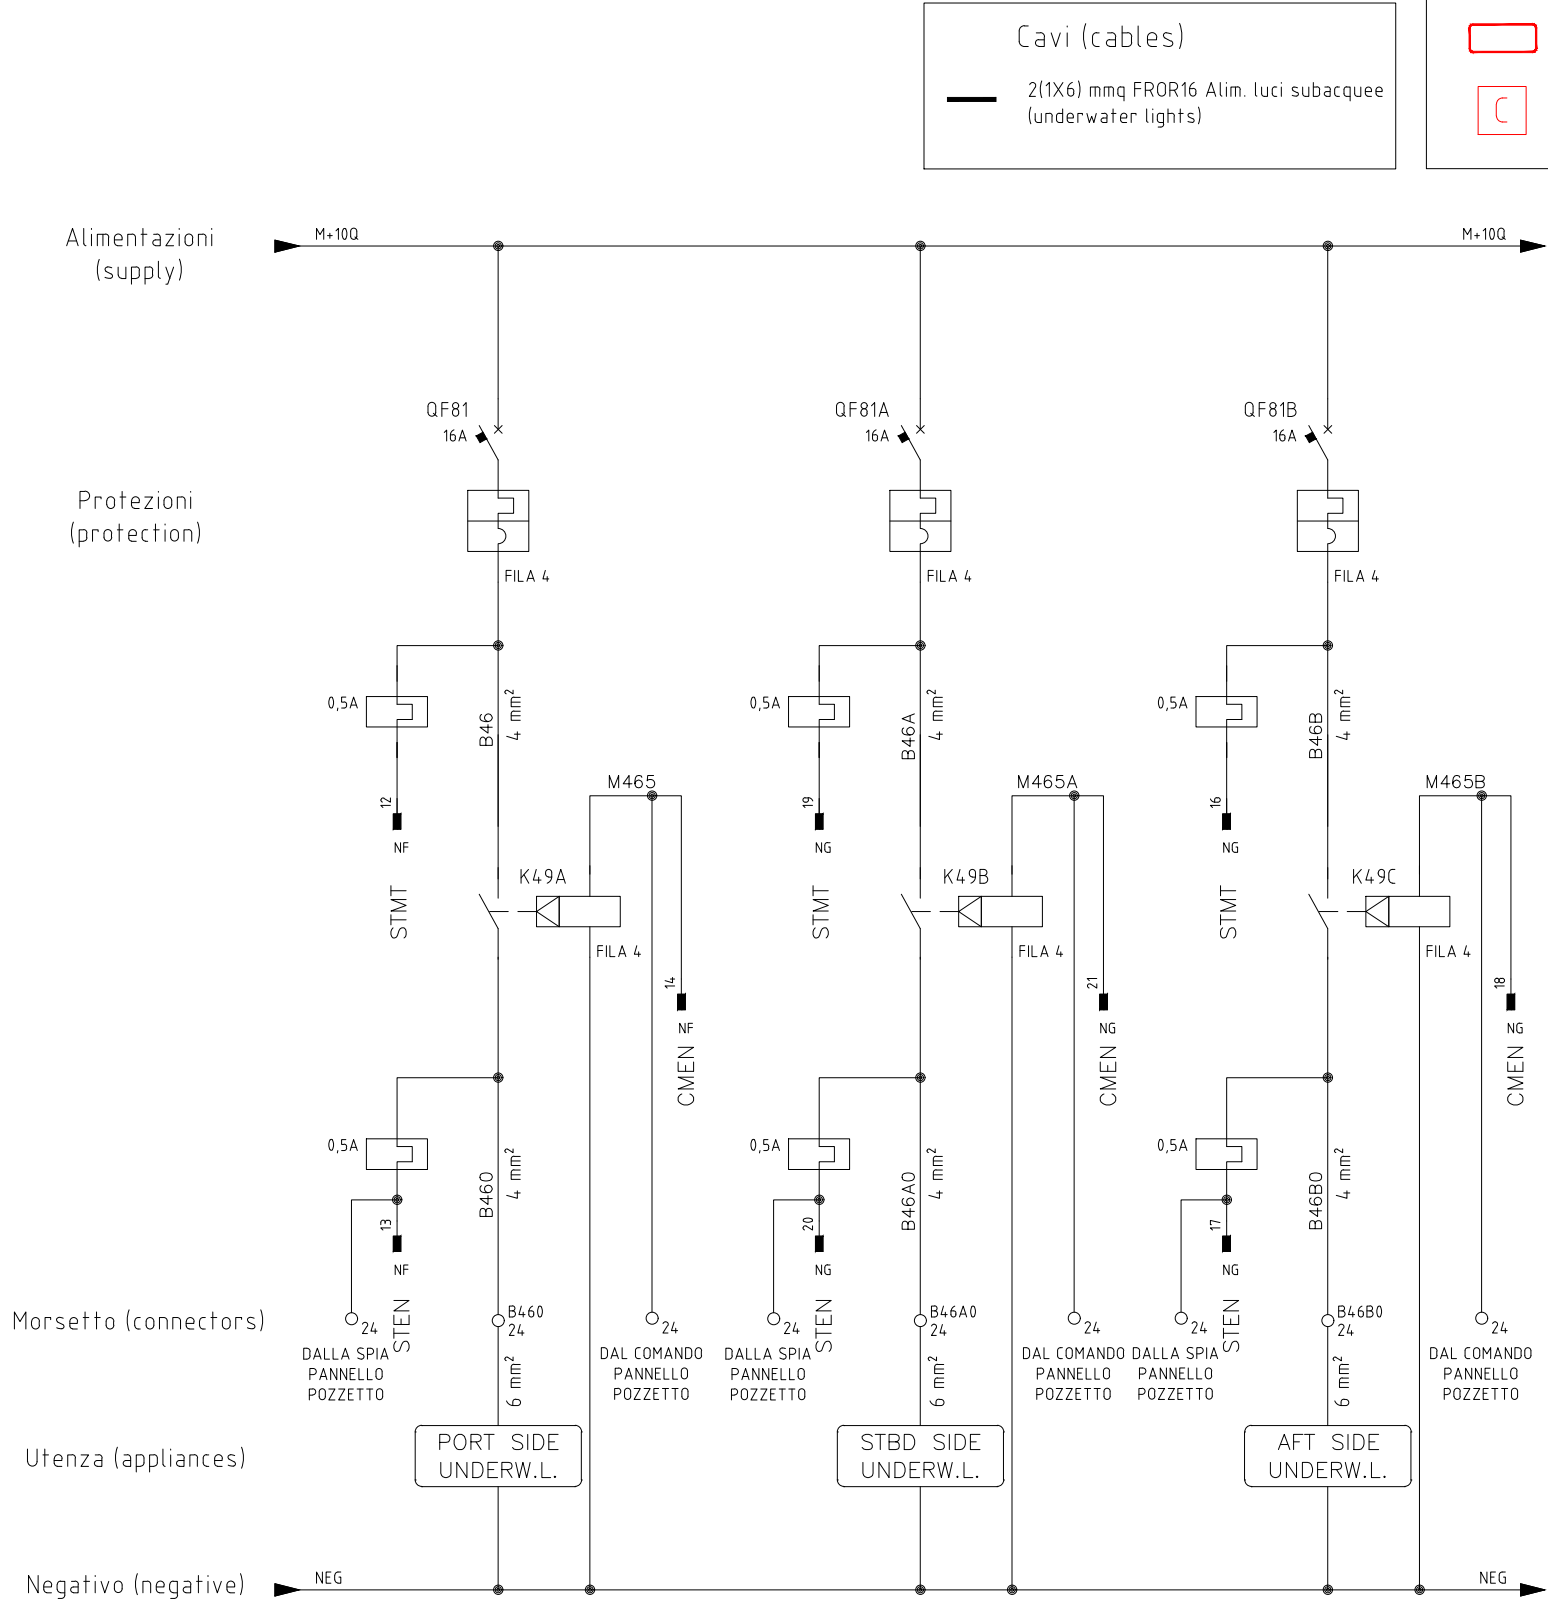 Cavi (cables)
2(1X6) mmq FROR16 Alim. luci subacquee
(underwater lights)
C
Alimentazioni
(supply)
M+10Q
M+10Q
QF81
16A
QF81A
16A
QF81B
16A
Protezioni
(protection)
FILA 4
FILA 4
FILA 4
0,5A
B46
4 mm²
0,5A
B46A
4 mm²
0,5A
B46B
4 mm²
M465
M465A
M465B
12
NF
STMT
19
NG
STMT
16
NG
STMT
K49A
FILA 4
K49B
FILA 4
K49C
FILA 4
14
NF
CMEN
21
NG
CMEN
18
NG
CMEN
0,5A
B460
4 mm²
0,5A
B46A0
4 mm²
0,5A
B46B0
4 mm²
13
NF
STEN
20
NG
STEN
17
NG
STEN
Morsetto (connectors)
24
B460
24
24
24
B46A0
24
24
24
B46B0
24
24
DALLA SPIA
PANNELLO
POZZETTO
6 mm²
DAL COMANDO
PANNELLO
POZZETTO
DALLA SPIA
PANNELLO
POZZETTO
6 mm²
DAL COMANDO
PANNELLO
POZZETTO
DALLA SPIA
PANNELLO
POZZETTO
6 mm²
DAL COMANDO
PANNELLO
POZZETTO
Utenza (appliances)
PORT SIDE
UNDERW.L.
STBD SIDE
UNDERW.L.
AFT SIDE
UNDERW.L.
Negativo (negative)
NEG
NEG